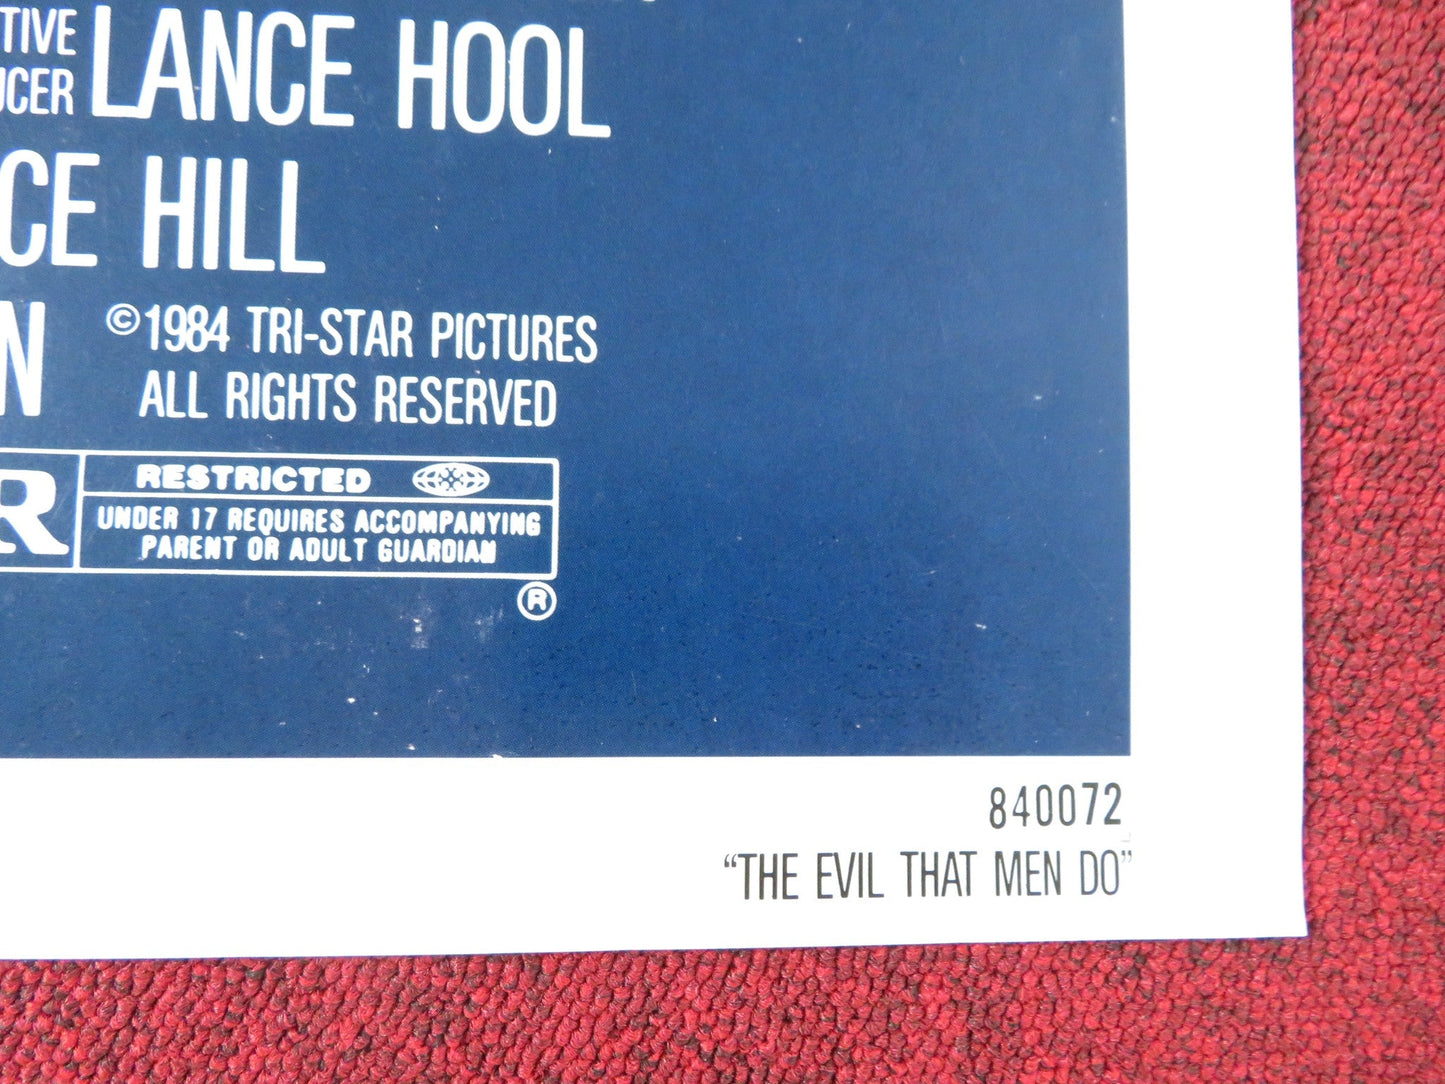 TIVE
UCER LANCE HOOL
CE HILL
N ©1984 TRI-STAR PICTURES
ALL RIGHTS RESERVED
R RESTRICTED
UNDER 17 REQUIRES ACCOMPANYING
PARENT OR ADULT GUARDIAN
®
840072
“THE EVIL THAT MEN DO”